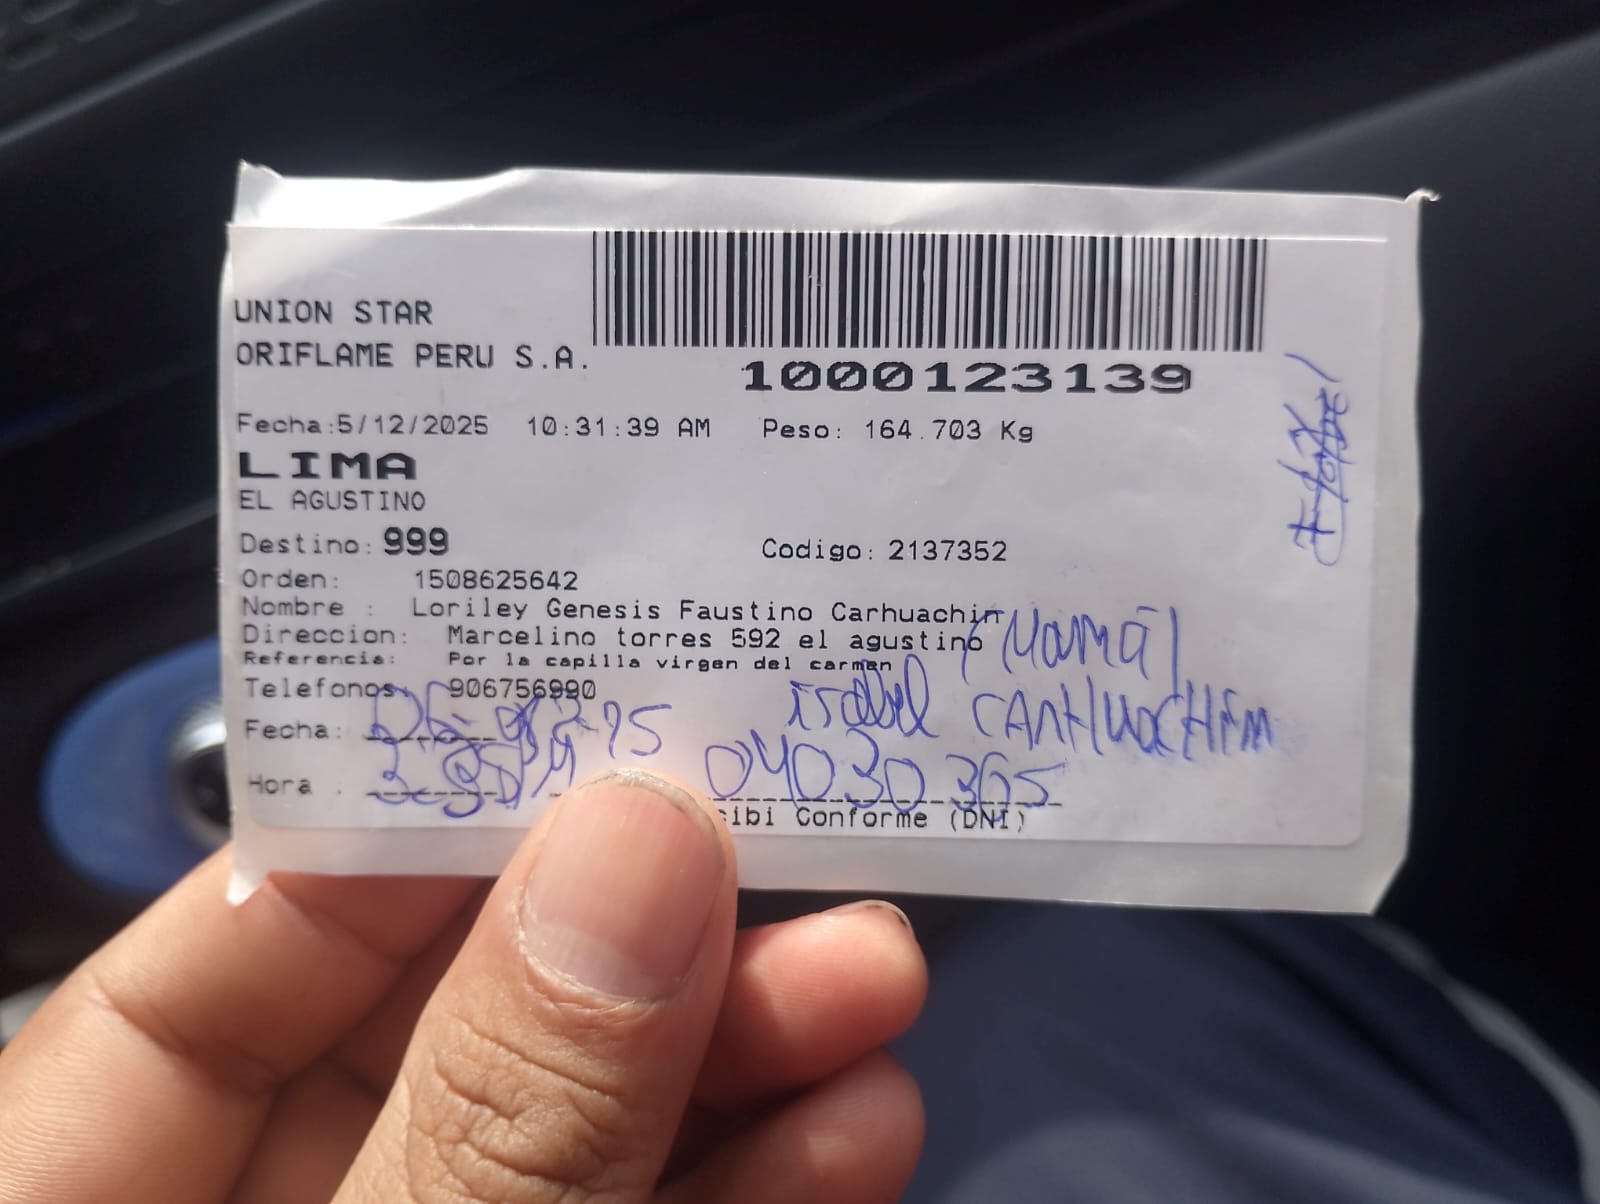 UNION STAR
ORIFLAME PERU S.A.
1000123139
Fecha:5/12/2025 10:31:39 AM Peso: 164.703 Kg
LIMA
EL AGUSTINO
Destino: 999 Codigo: 2137352
Orden: 1508625642
Nombre : Loriley Genesis Faustino Carhuachin
Direccion: Marcelino torres 592 el agustino
(Mamá)
Referencia: Por la capilla virgen del carmen
Telefonos: 906756990
isabel CARHUACHIN
Fecha:
Hora : 04030365
Conforme (DNI)